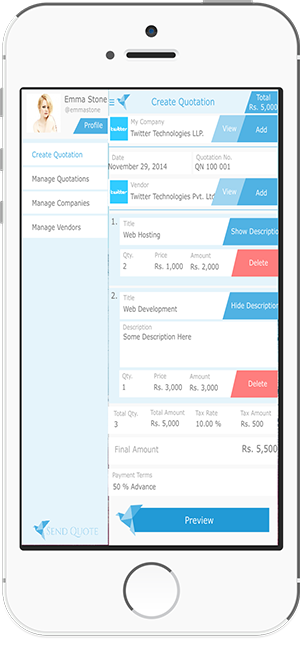 Emma Stone
@emmastone
Profile
Create Quotation
Manage Quotations
Manage Companies
Manage Vendors
SEND QUOTE
Create Quotation
Total
Rs. 5,000
My Company
twitter
Twitter Technologies LLP.
View
Add
Date
November 29, 2014
Quotation No.
QN 100 001
Vendor
twitter
Twitter Technologies Pvt. Ltd
View
Add
1.
Title
Web Hosting
Show Descriptio
Qty.
Price
Amount
2
Rs. 1,000
Rs. 2,000
Delete
2.
Title
Web Development
Hide Description
Description
Some Description Here
Qty.
Price
Amount
1
Rs. 3,000
Rs. 3,000
Delete
Total Qty.
Total Amount
Tax Rate
Tax Amount
3
Rs. 5,000
10.00 %
Rs. 500
Final Amount
Rs. 5,500
Payment Terms
50 % Advance
Preview